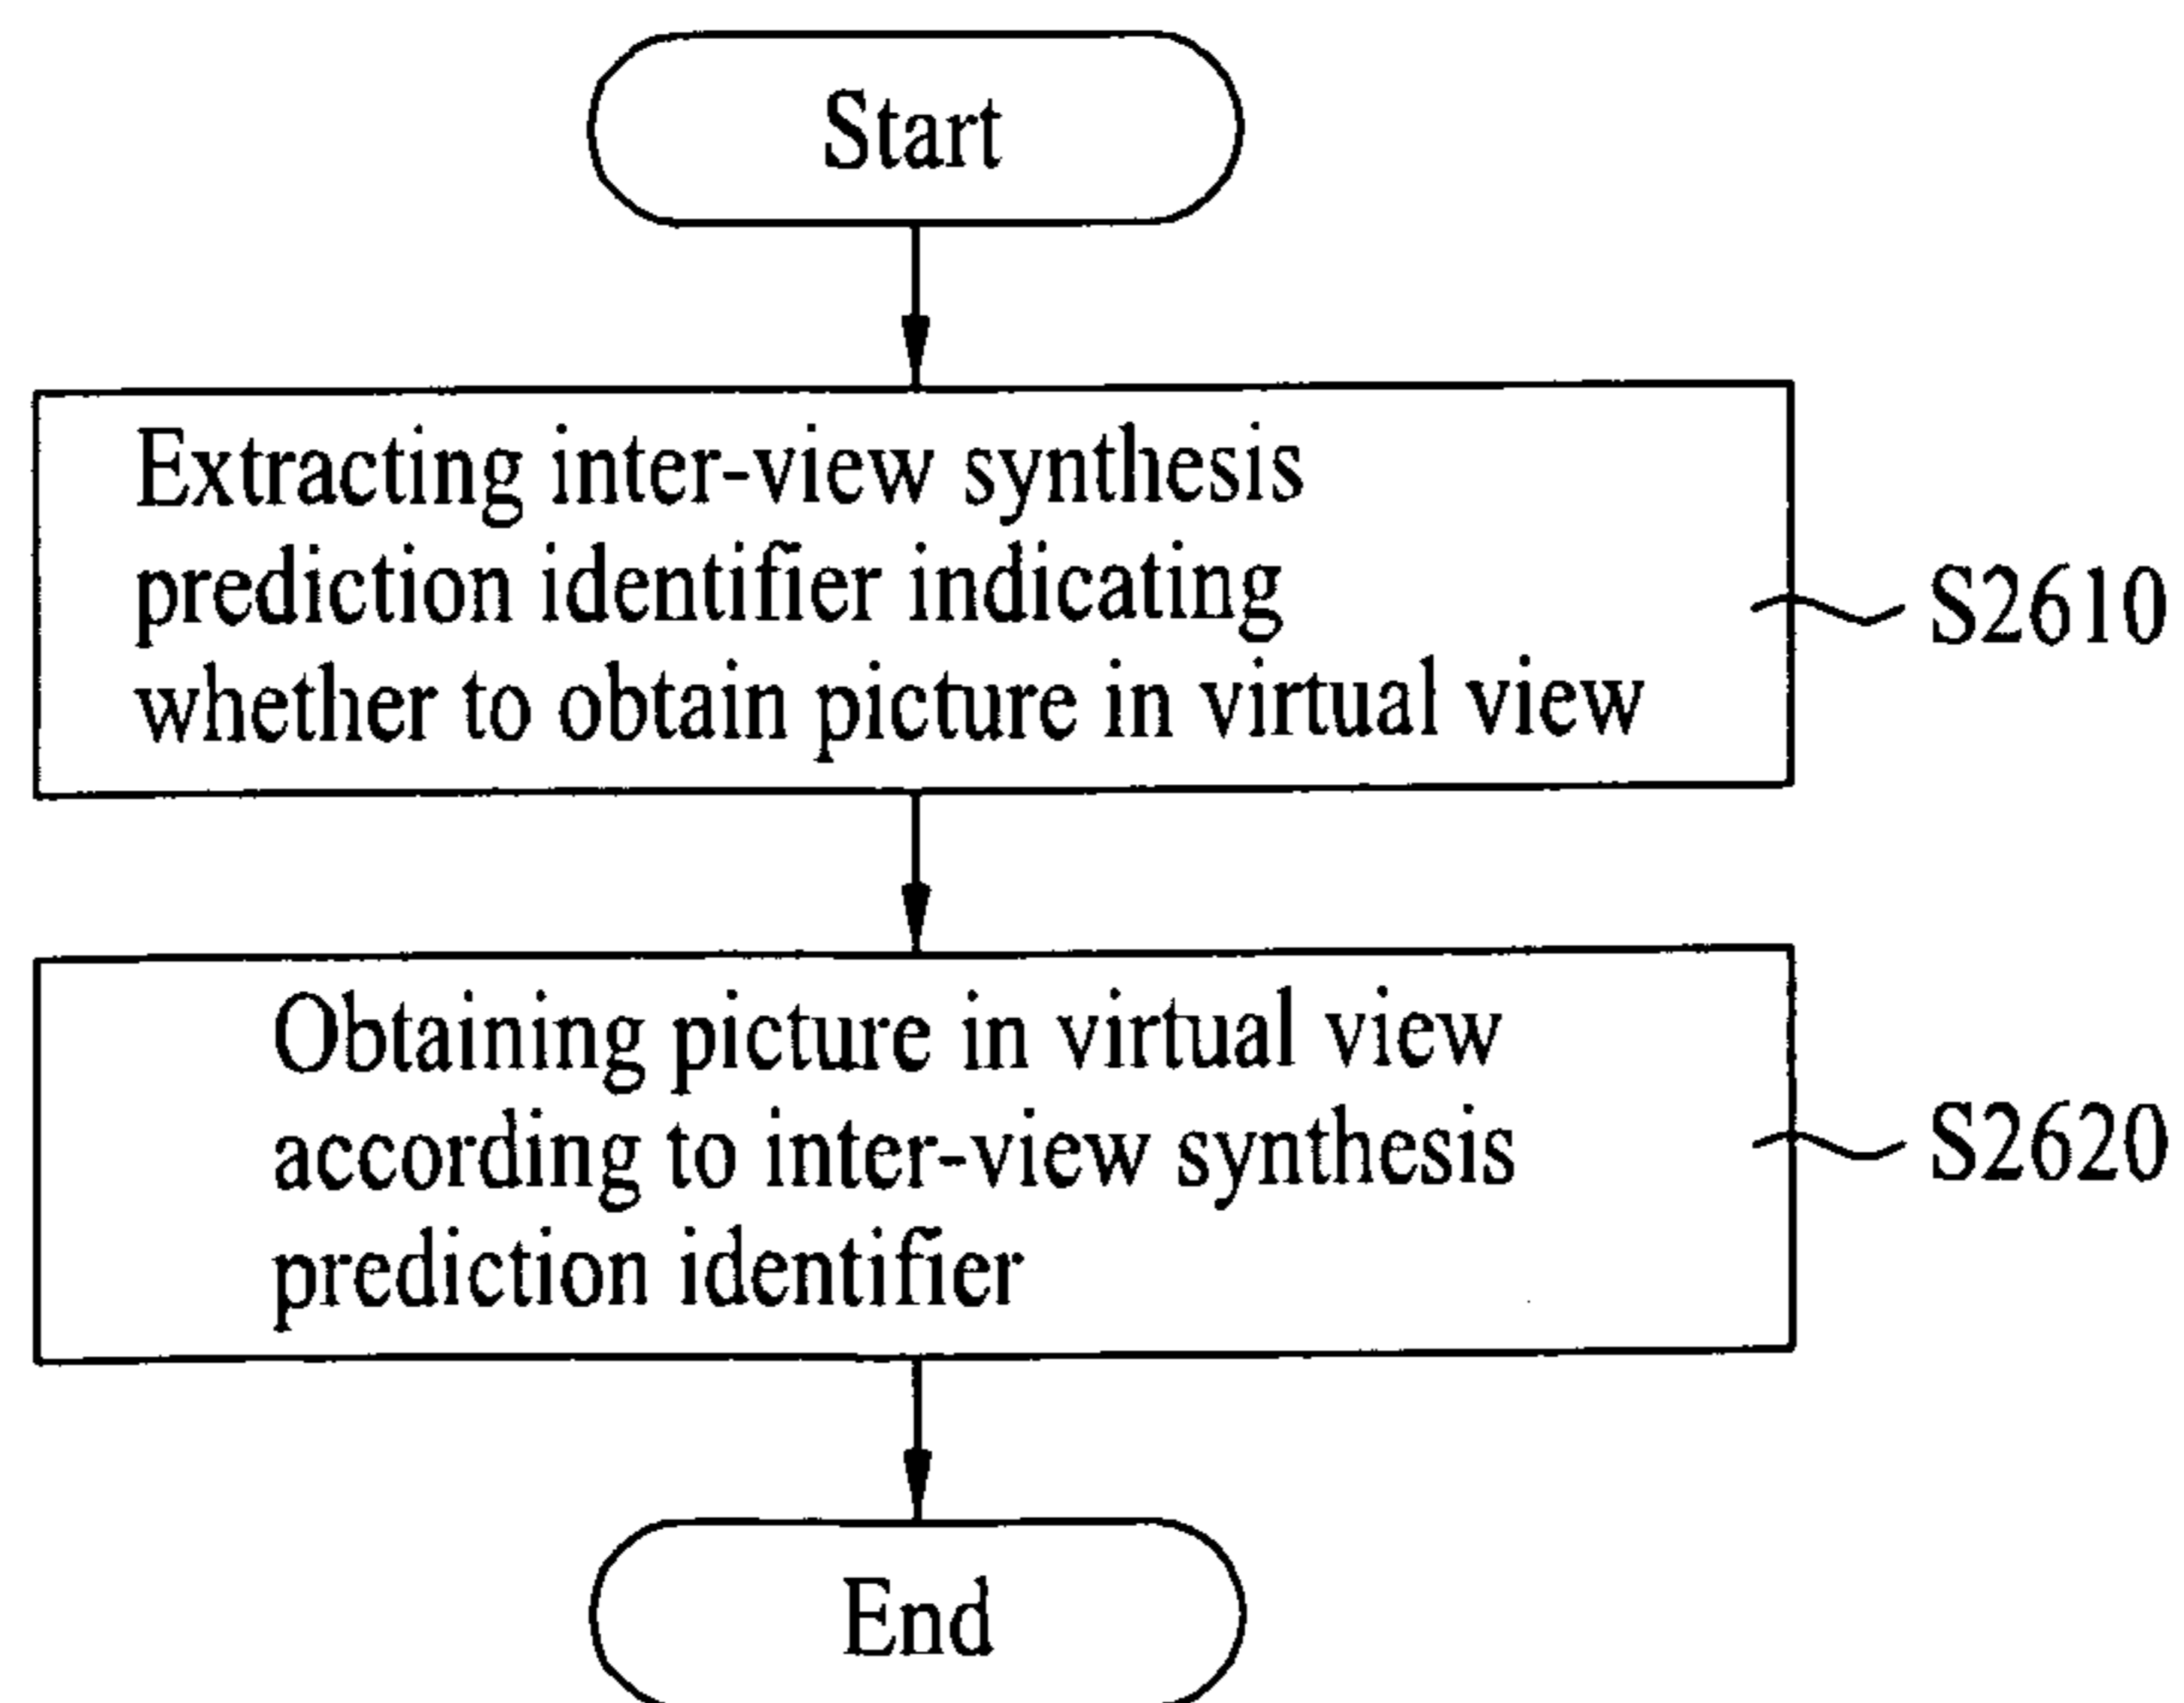 Start
Extracting inter-view synthesis
prediction identifier indicating
whether to obtain picture in virtual view
S2610
Obtaining picture in virtual view
according to inter-view synthesis
prediction identifier
S2620
End